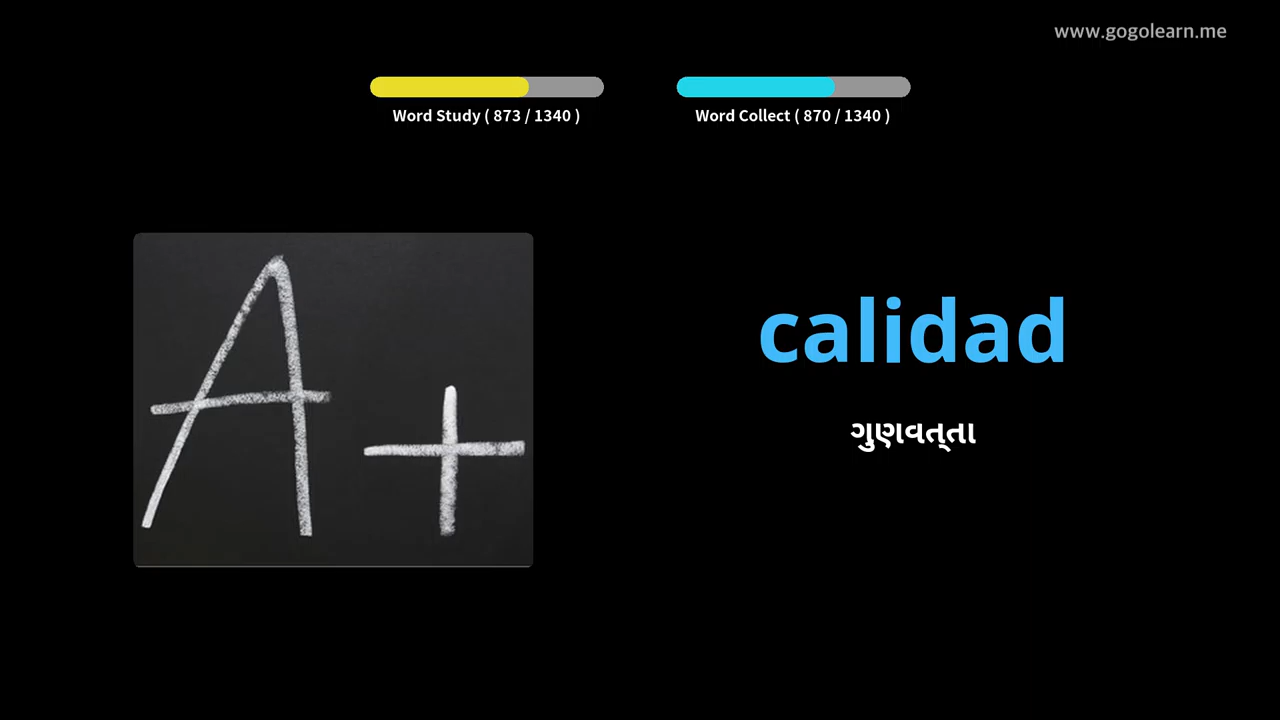 www.gogolearn.me
Word Study ( 873 / 1340 )
Word Collect ( 870 / 1340 )
A+
calidad
ગુણવત્તા